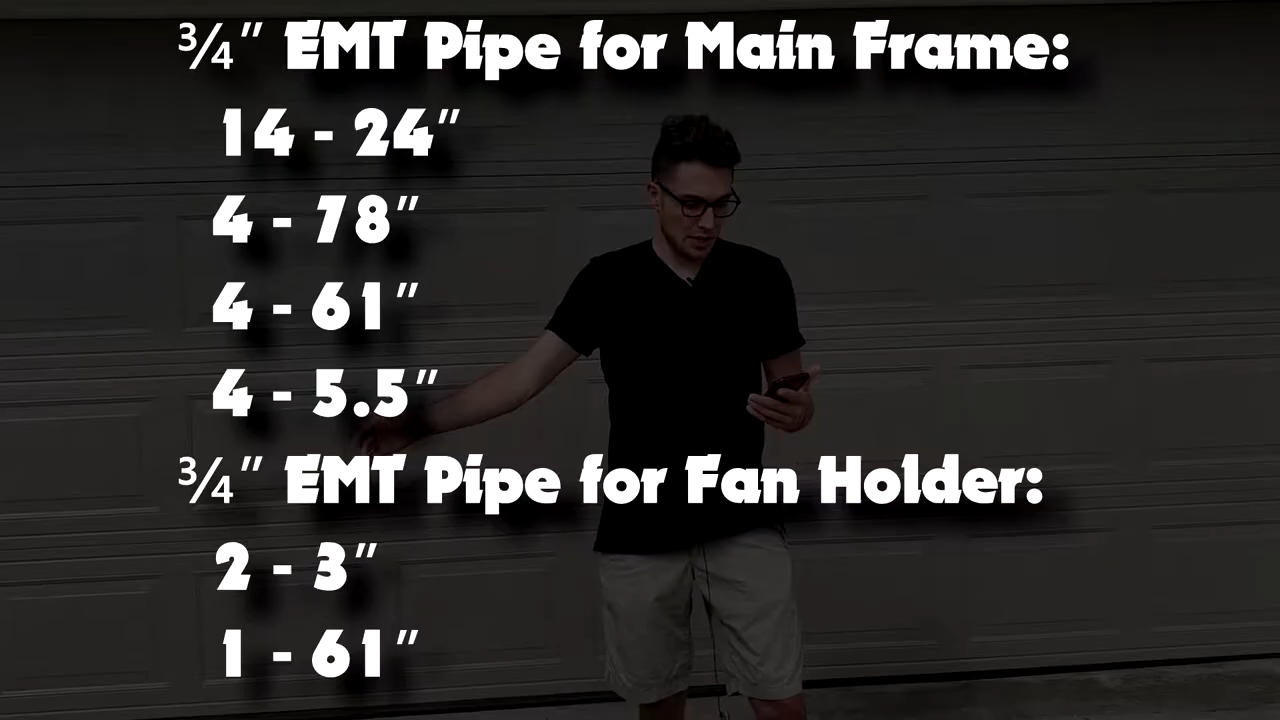 ¾″ EMT Pipe for Main Frame:
14 - 24″
4 - 78″
4 - 61″
4 - 5.5″
¾″ EMT Pipe for Fan Holder:
2 - 3″
1 - 61″